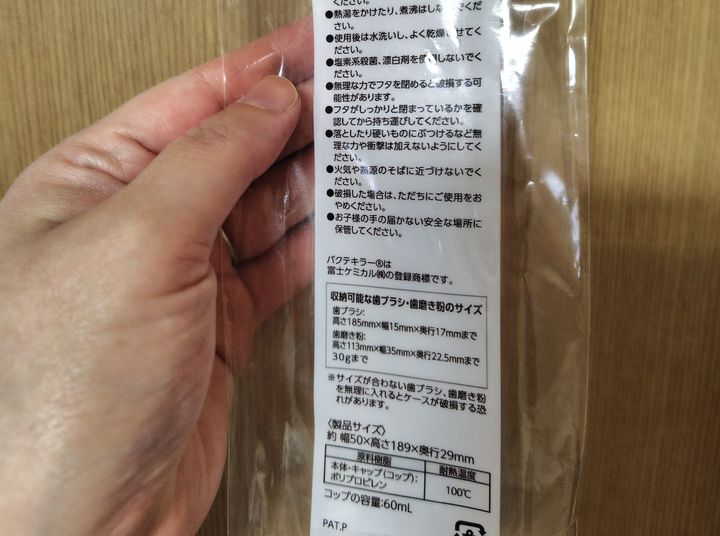 ください。
●熱湯をかけたり、煮沸はしないでく
ださい。
●使用後は水洗いし、よく乾燥させて
ください。
●塩素系殺菌、漂白剤を使用しないでく
ださい。
●無理な力でフタを閉めると破損する可
能性があります。
●フタがしっかりと閉まっているかを確
認してから持ち運びしてください。
●落としたり硬いものにぶつけるなど無
理な力や衝撃は加えないようにしてく
ださい。
●火気や熱源のそばに近づけないでく
ださい。
●破損した場合は、ただちにご使用をお
やめください。
●お子様の手の届かない安全な場所に
保管してください。
バクテキラー®は
富士ケミカル㈱の登録商標です。
収納可能な歯ブラシ・歯磨き粉のサイズ
歯ブラシ:
高さ185mm×幅15mm×奥行17mmまで
歯磨き粉:
高さ113mm×幅35mm×奥行22.5mmまで
30gまで
※サイズが合わない歯ブラシ、歯磨き粉
を無理に入れるとケースが破損する恐
れがあります。
〈製品サイズ〉
約 幅50×高さ189×奥行29mm
原料樹脂 耐熱温度
本体・キャップ(コップ):
ポリプロピレン 100℃
コップの容量:60mL
PAT.P